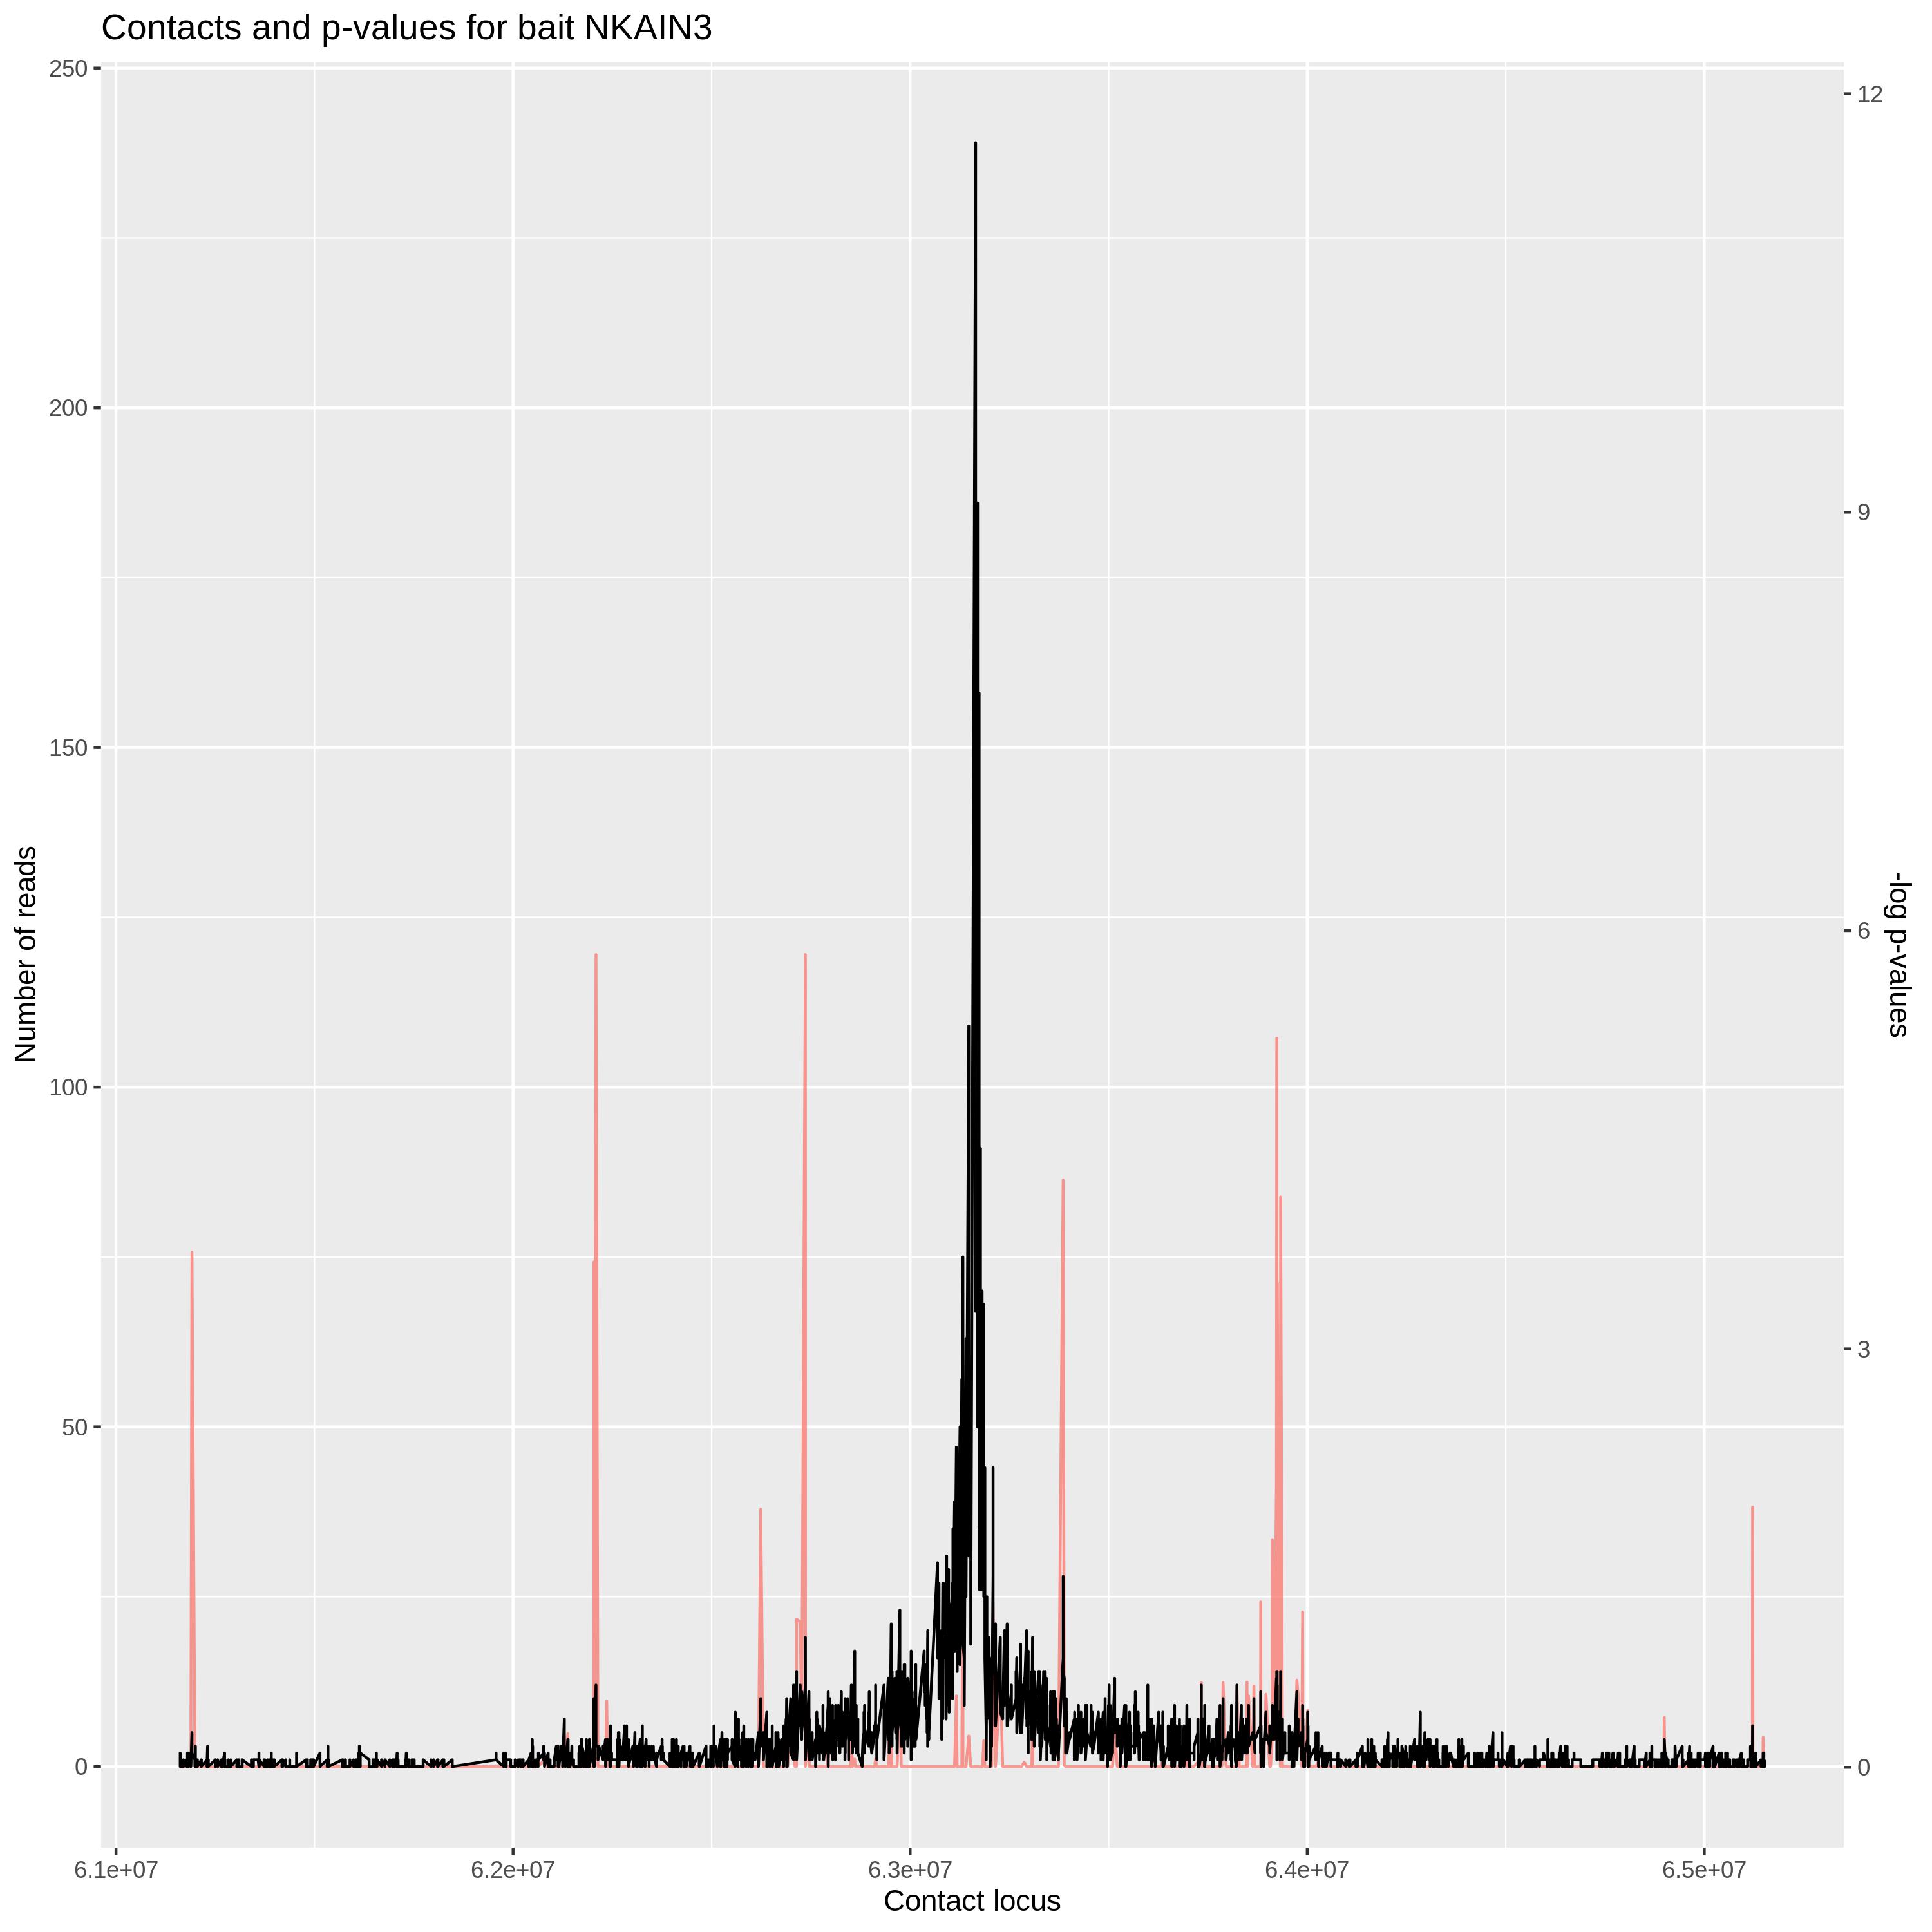 Contacts and p-values for bait NKAIN3
250
200
150
100
50
0
Number of reads
12
9
6
3
0
-log p-values
6.1e+07
6.2e+07
6.3e+07
6.4e+07
6.5e+07
Contact locus